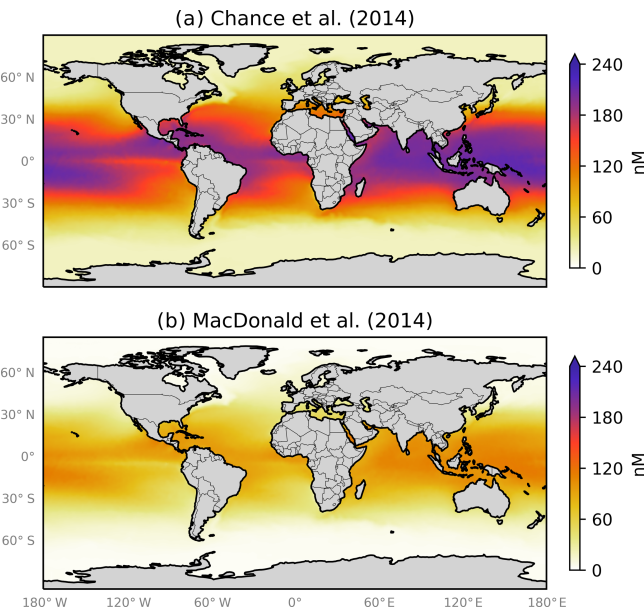 (a) Chance et al. (2014)
60° N
30° N
0°
30° S
60° S
240
180
120
60
0
nM
(b) MacDonald et al. (2014)
60° N
30° N
0°
30° S
60° S
180° W
120° W
60° W
0°
60° E
120° E
180° E
240
180
120
60
0
nM